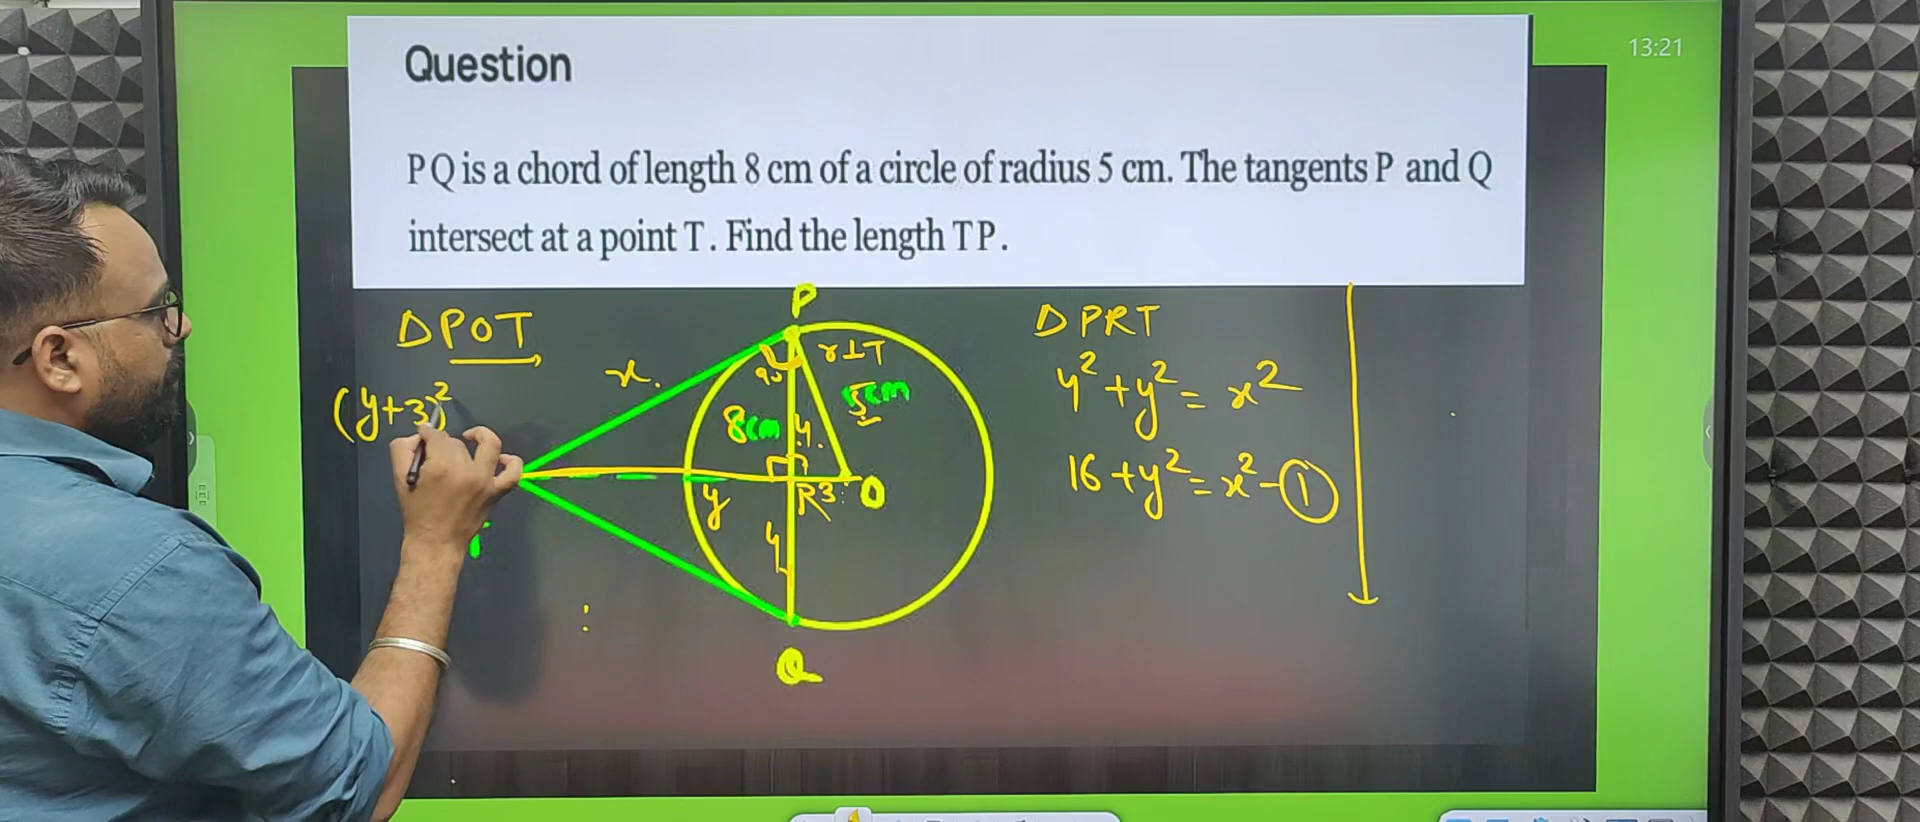 Question
13:21
PQ is a chord of length 8 cm of a circle of radius 5 cm. The tangents P and Q
intersect at a point T. Find the length TP.
Δ POT
(y+3)²
P
x
r⊥T
90
5cm
8cm
4
y
R
3
O
4
T
Q
Δ PRT
4² + y² = x²
16 + y² = x² - ①